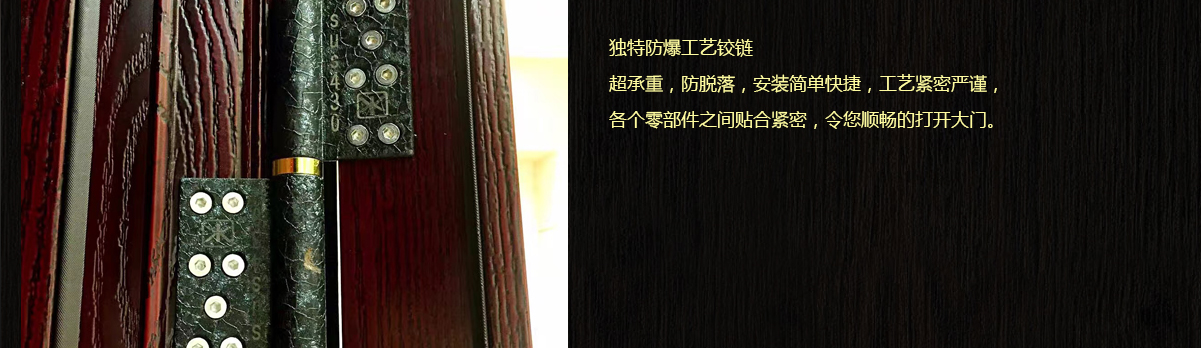 SUS430
独特防爆工艺铰链
超承重，防脱落，安装简单快捷，工艺紧密严谨，
各个零部件之间贴合紧密，令您顺畅的打开大门。